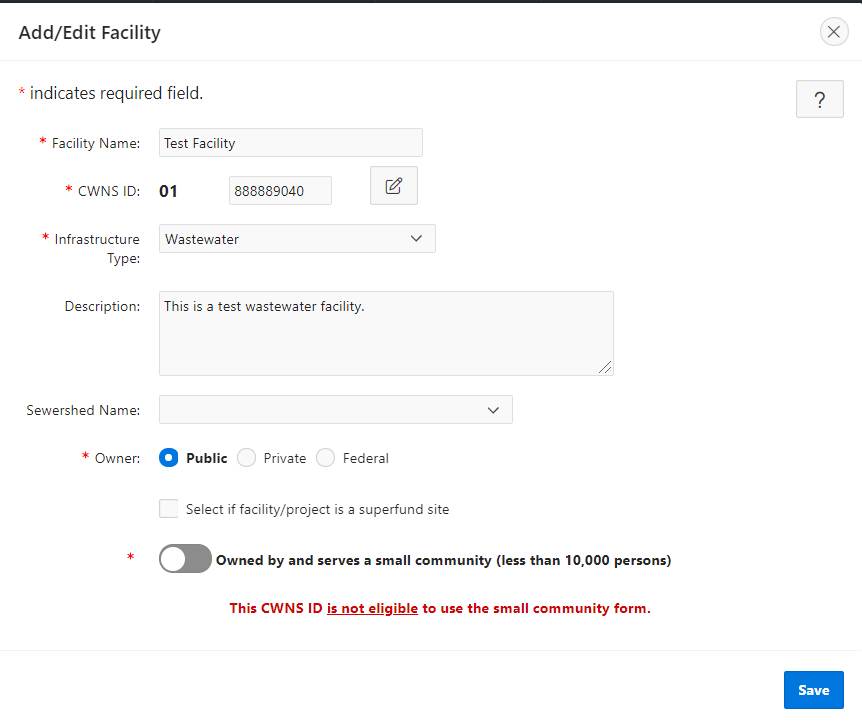 Add/Edit Facility
* indicates required field.
?
* Facility Name: Test Facility
* CWNS ID: 01 888889040
* Infrastructure Type: Wastewater
Description: This is a test wastewater facility.
Sewershed Name:
* Owner: Public Private Federal
Select if facility/project is a superfund site
* Owned by and serves a small community (less than 10,000 persons)
This CWNS ID is not eligible to use the small community form.
Save